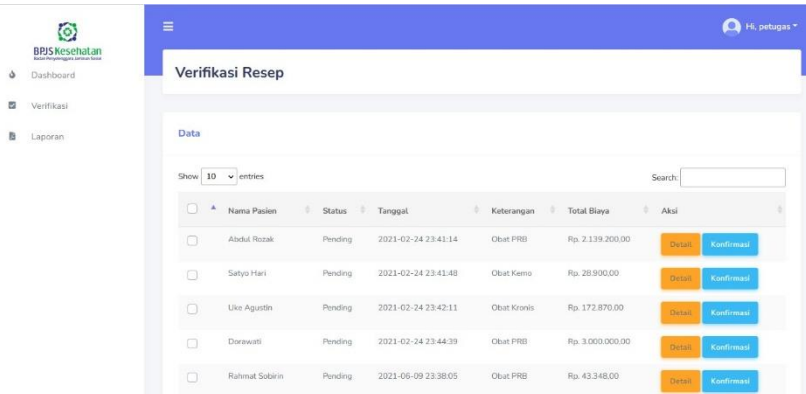 BPJS Kesehatan
Badan Penyelenggara Jaminan Sosial
Hi, petugas
Dashboard
Verifikasi
Laporan
Verifikasi Resep
Data
Show 10 entries
Search:
Nama Pasien Status Tanggal Keterangan Total Biaya Aksi
Abdul Rozak Pending 2021-02-24 23:41:14 Obat PRB Rp. 2.139.200,00 Detail Konfirmasi
Satyo Hari Pending 2021-02-24 23:41:48 Obat Kemo Rp. 28.900,00 Detail Konfirmasi
Uke Agustin Pending 2021-02-24 23:42:11 Obat Kronis Rp. 172.870,00 Detail Konfirmasi
Dorawati Pending 2021-02-24 23:44:39 Obat PRB Rp. 3.000.000,00 Detail Konfirmasi
Rahmat Sobirin Pending 2021-06-09 23:38:05 Obat PRB Rp. 43.348,00 Detail Konfirmasi